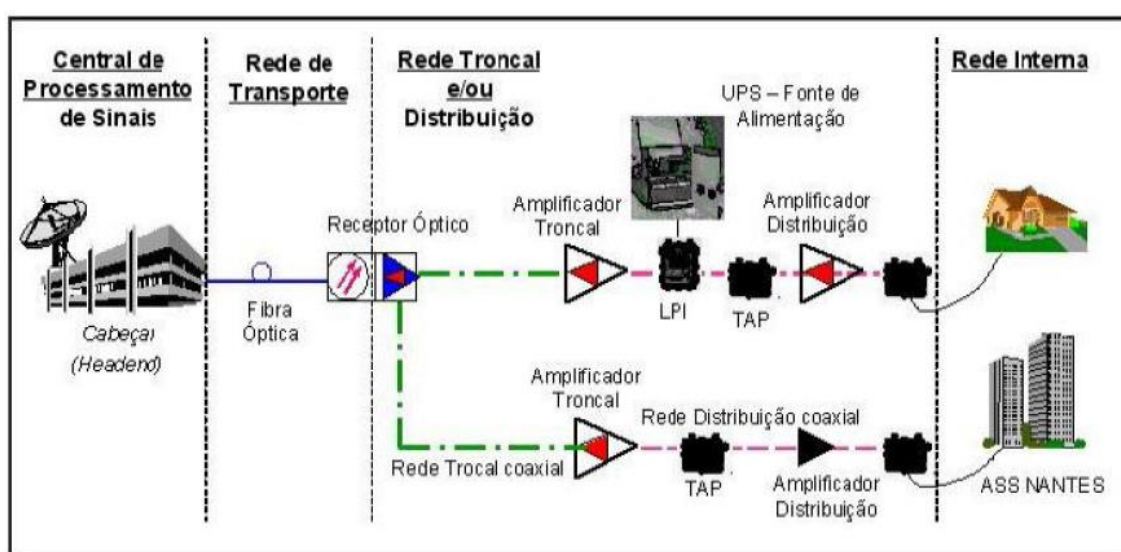 Central de
Processamento
de Sinais
Rede de
Transporte
Rede Troncal
e/ou
Distribuição
Rede Interna
UPS – Fonte de
Alimentação
Receptor Óptico
Amplificador
Troncal
Amplificador
Distribuição
LPI
TAP
Fibra
Óptica
Cabeçaı
(Headend)
Amplificador
Troncal
Rede Distribuição coaxial
Rede Trocal coaxial
TAP
Amplificador
Distribuição
ASS NANTES